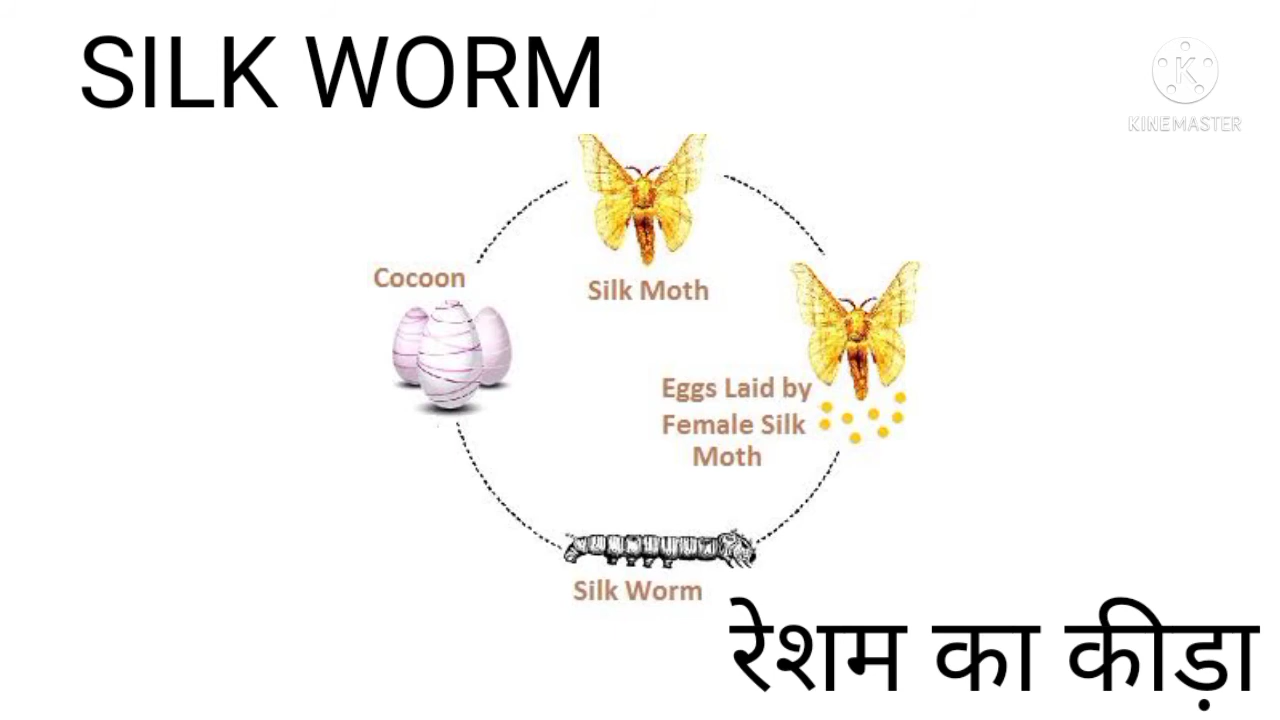 SILK WORM
K
KINEMASTER
Cocoon
Silk Moth
Eggs Laid by
Female Silk
Moth
Silk Worm
रेशम का कीड़ा